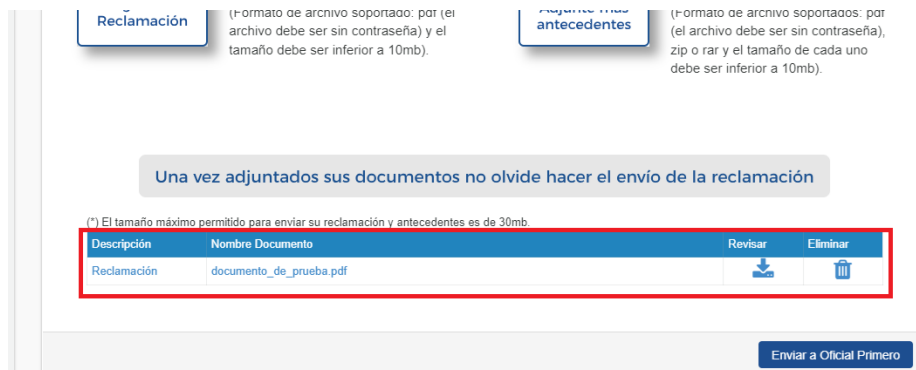 Reclamación
(Formato de archivo soportado: pdf (el
archivo debe ser sin contraseña) y el
tamaño debe ser inferior a 10mb).
Adjunte más
antecedentes
(Formato de archivo soportados: pdf
(el archivo debe ser sin contraseña),
zip o rar y el tamaño de cada uno
debe ser inferior a 10mb).
Una vez adjuntados sus documentos no olvide hacer el envío de la reclamación
(*) El tamaño máximo permitido para enviar su reclamación y antecedentes es de 30mb.
Descripción Nombre Documento Revisar Eliminar
Reclamación documento_de_prueba.pdf
Enviar a Oficial Primero